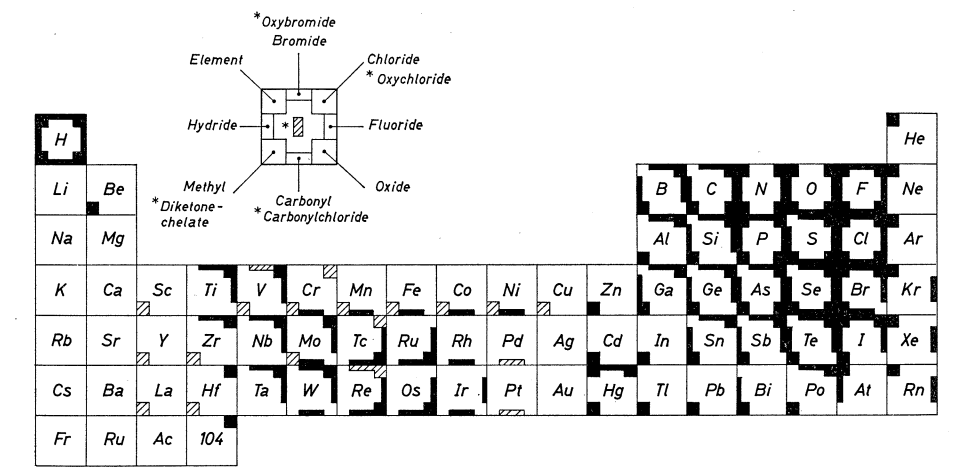 *Oxybromide
Bromide
Element
Chloride
*Oxychloride
Hydride
*
Fluoride
Methyl
*Diketone-
chelate
Carbonyl
*Carbonylchloride
Oxide
H He
Li Be B C N O F Ne
Na Mg Al Si P S Cl Ar
K Ca Sc Ti V Cr Mn Fe Co Ni Cu Zn Ga Ge As Se Br Kr
Rb Sr Y Zr Nb Mo Tc Ru Rh Pd Ag Cd In Sn Sb Te I Xe
Cs Ba La Hf Ta W Re Os Ir Pt Au Hg Tl Pb Bi Po At Rn
Fr Ru Ac 104